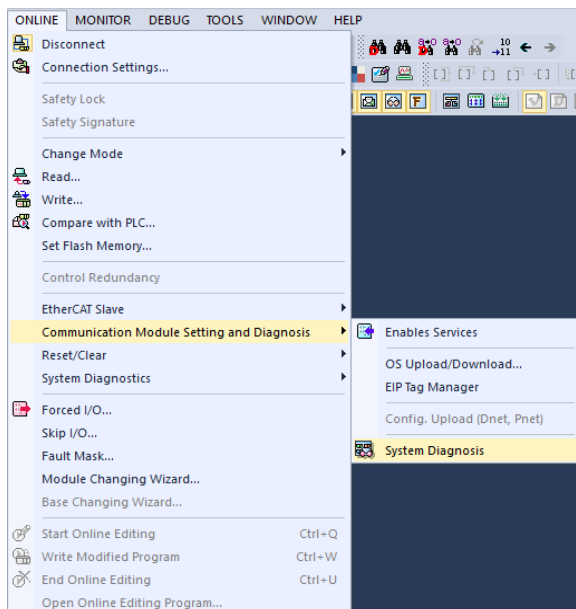 ONLINE MONITOR DEBUG TOOLS WINDOW HELP
Disconnect
Connection Settings...
Safety Lock
Safety Signature
Change Mode
Read...
Write...
Compare with PLC...
Set Flash Memory...
Control Redundancy
EtherCAT Slave
Communication Module Setting and Diagnosis
Reset/Clear
System Diagnostics
Forced I/O...
Skip I/O...
Fault Mask...
Module Changing Wizard...
Base Changing Wizard...
Start Online Editing Ctrl+Q
Write Modified Program Ctrl+W
End Online Editing Ctrl+U
Open Online Editing Program...
Enables Services
OS Upload/Download...
EIP Tag Manager
Config. Upload (Dnet, Pnet)
System Diagnosis